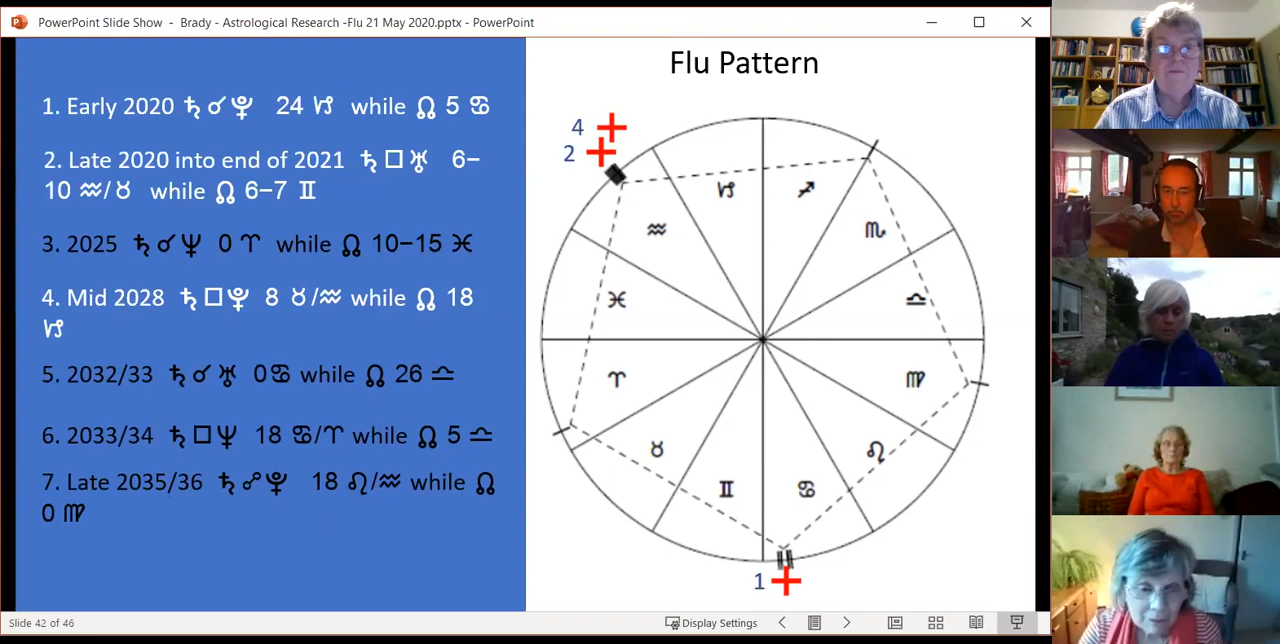 PowerPoint Slide Show - Brady - Astrological Research -Flu 21 May 2020.pptx - PowerPoint
Flu Pattern
1. Early 2020 ♄☌♇ 24 ♑ while ☊ 5 ♋
2. Late 2020 into end of 2021 ♄□♅ 6–
10 ♒/♉ while ☊ 6–7 ♊
3. 2025 ♄☌♆ 0 ♈ while ☊ 10–15 ♓
4. Mid 2028 ♄□♇ 8 ♉/♒ while ☊ 18
♑
5. 2032/33 ♄☌♅ 0♋ while ☊ 26 ♎
6. 2033/34 ♄□♆ 18 ♋/♈ while ☊ 5 ♎
7. Late 2035/36 ♄☍♇ 18 ♌/♒ while ☊
0 ♍
4
2
♑ ♐
♒ ♏
♓ ♎
♈ ♍
♉ ♌
♊ ♋
1
Slide 42 of 46
Display Settings